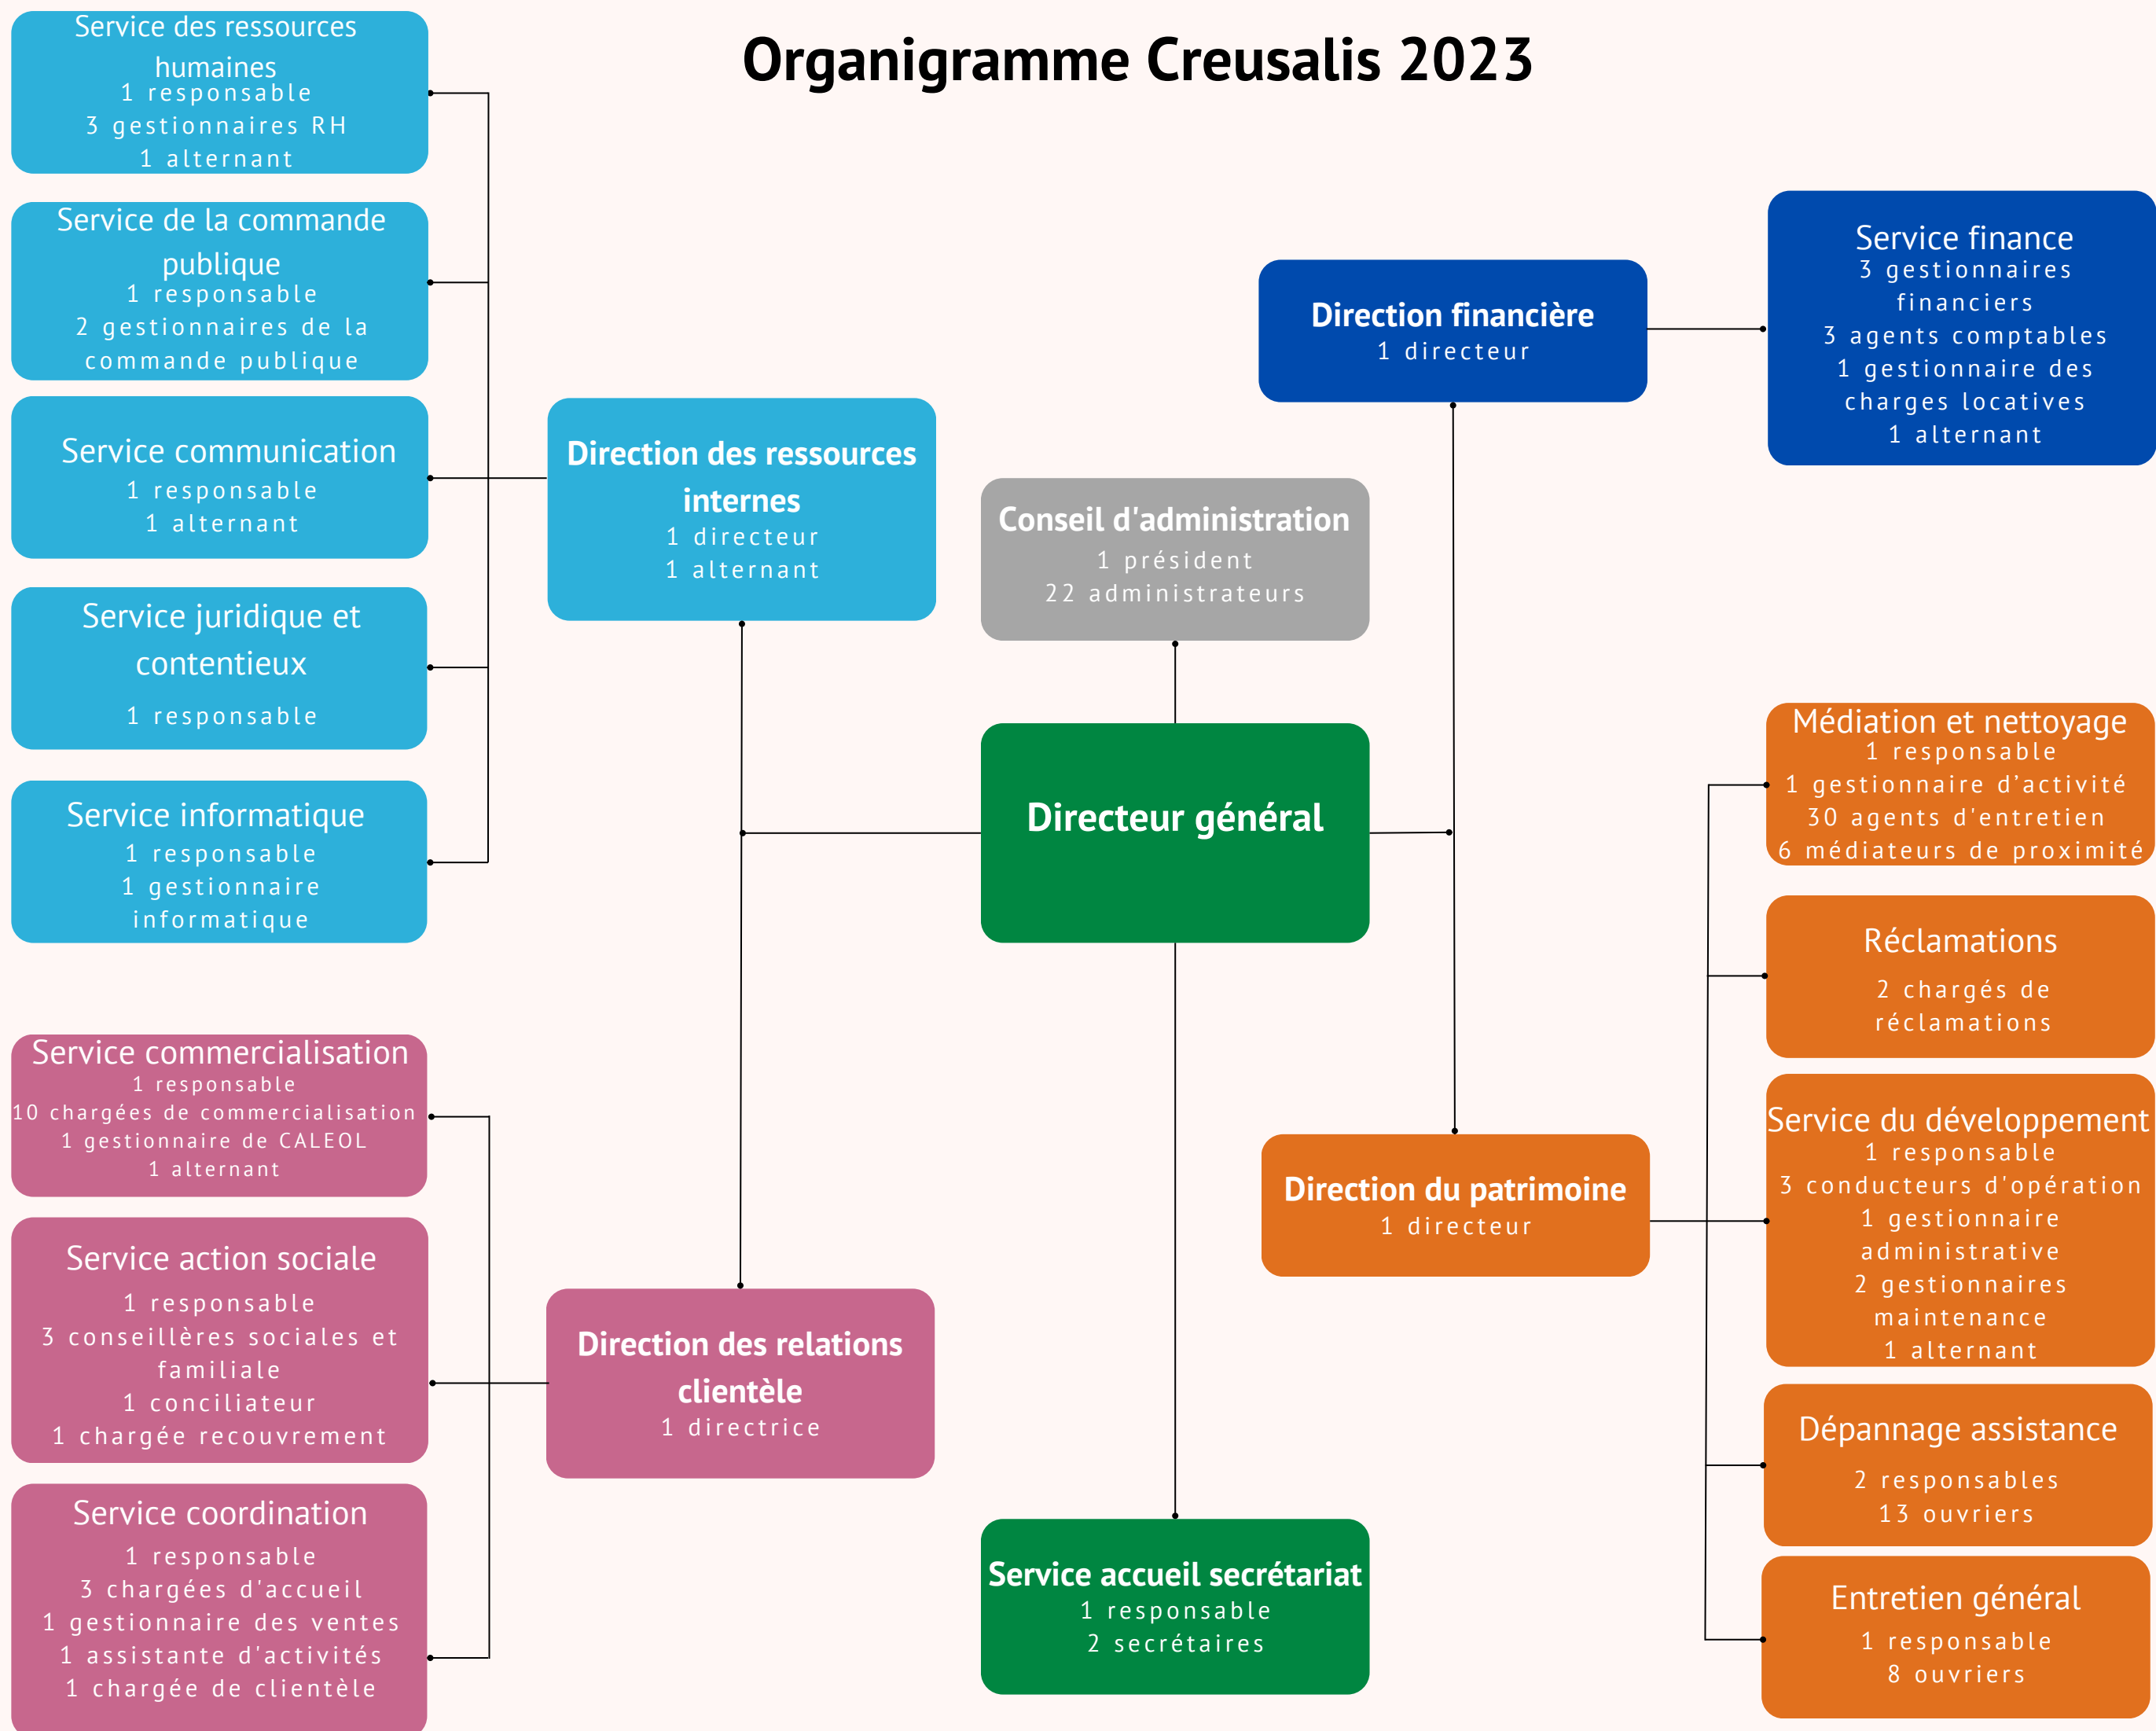 Organigramme Creusalis 2023
Service des ressources
humaines
1 responsable
3 gestionnaires RH
1 alternant
Service de la commande
publique
1 responsable
2 gestionnaires de la
commande publique
Service communication
1 responsable
1 alternant
Service juridique et
contentieux
1 responsable
Service informatique
1 responsable
1 gestionnaire
informatique
Direction des ressources
internes
1 directeur
1 alternant
Conseil d'administration
1 président
22 administrateurs
Directeur général
Direction financière
1 directeur
Service finance
3 gestionnaires
financiers
3 agents comptables
1 gestionnaire des
charges locatives
1 alternant
Médiation et nettoyage
1 responsable
1 gestionnaire d’activité
30 agents d'entretien
6 médiateurs de proximité
Réclamations
2 chargés de
réclamations
Service du développement
1 responsable
3 conducteurs d'opération
1 gestionnaire
administrative
2 gestionnaires
maintenance
1 alternant
Dépannage assistance
2 responsables
13 ouvriers
Entretien général
1 responsable
8 ouvriers
Direction du patrimoine
1 directeur
Service commercialisation
1 responsable
10 chargées de commercialisation
1 gestionnaire de CALEOL
1 alternant
Service action sociale
1 responsable
3 conseillères sociales et
familiale
1 conciliateur
1 chargée recouvrement
Service coordination
1 responsable
3 chargées d'accueil
1 gestionnaire des ventes
1 assistante d'activités
1 chargée de clientèle
Direction des relations
clientèle
1 directrice
Service accueil secrétariat
1 responsable
2 secrétaires